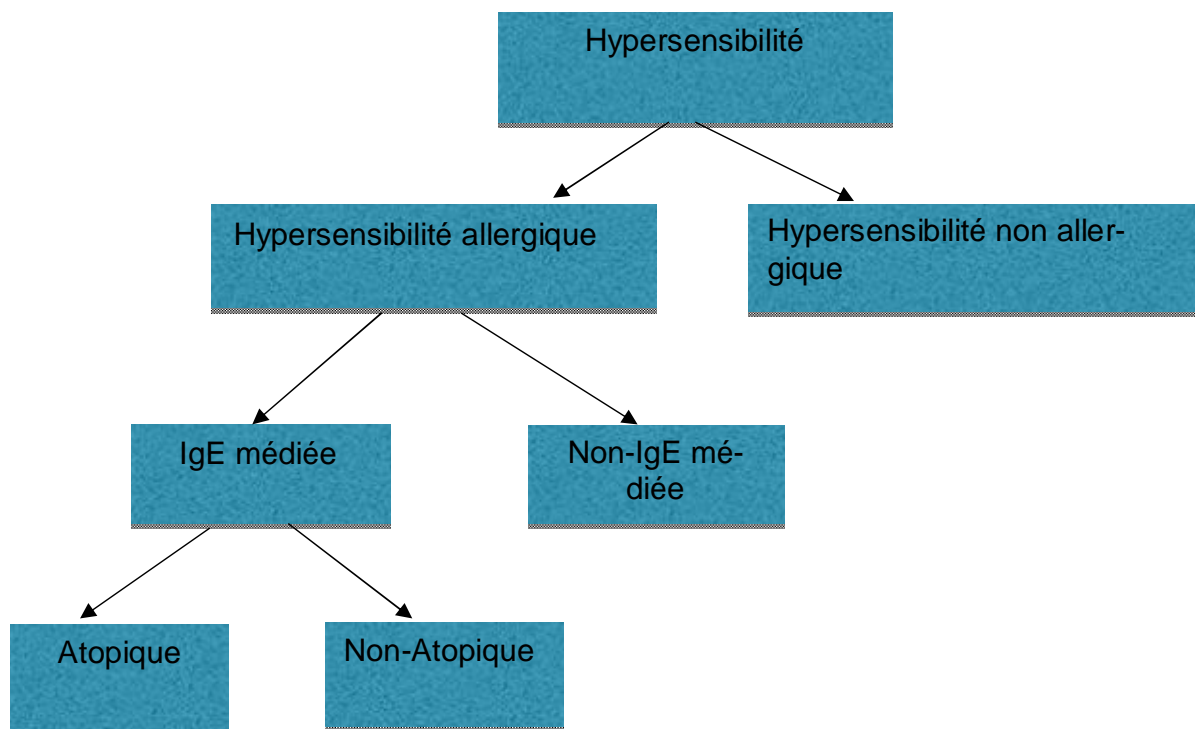 Hypersensibilité
Hypersensibilité allergique
Hypersensibilité non aller-
gique
IgE médiée
Non-IgE mé-
diée
Atopique
Non-Atopique